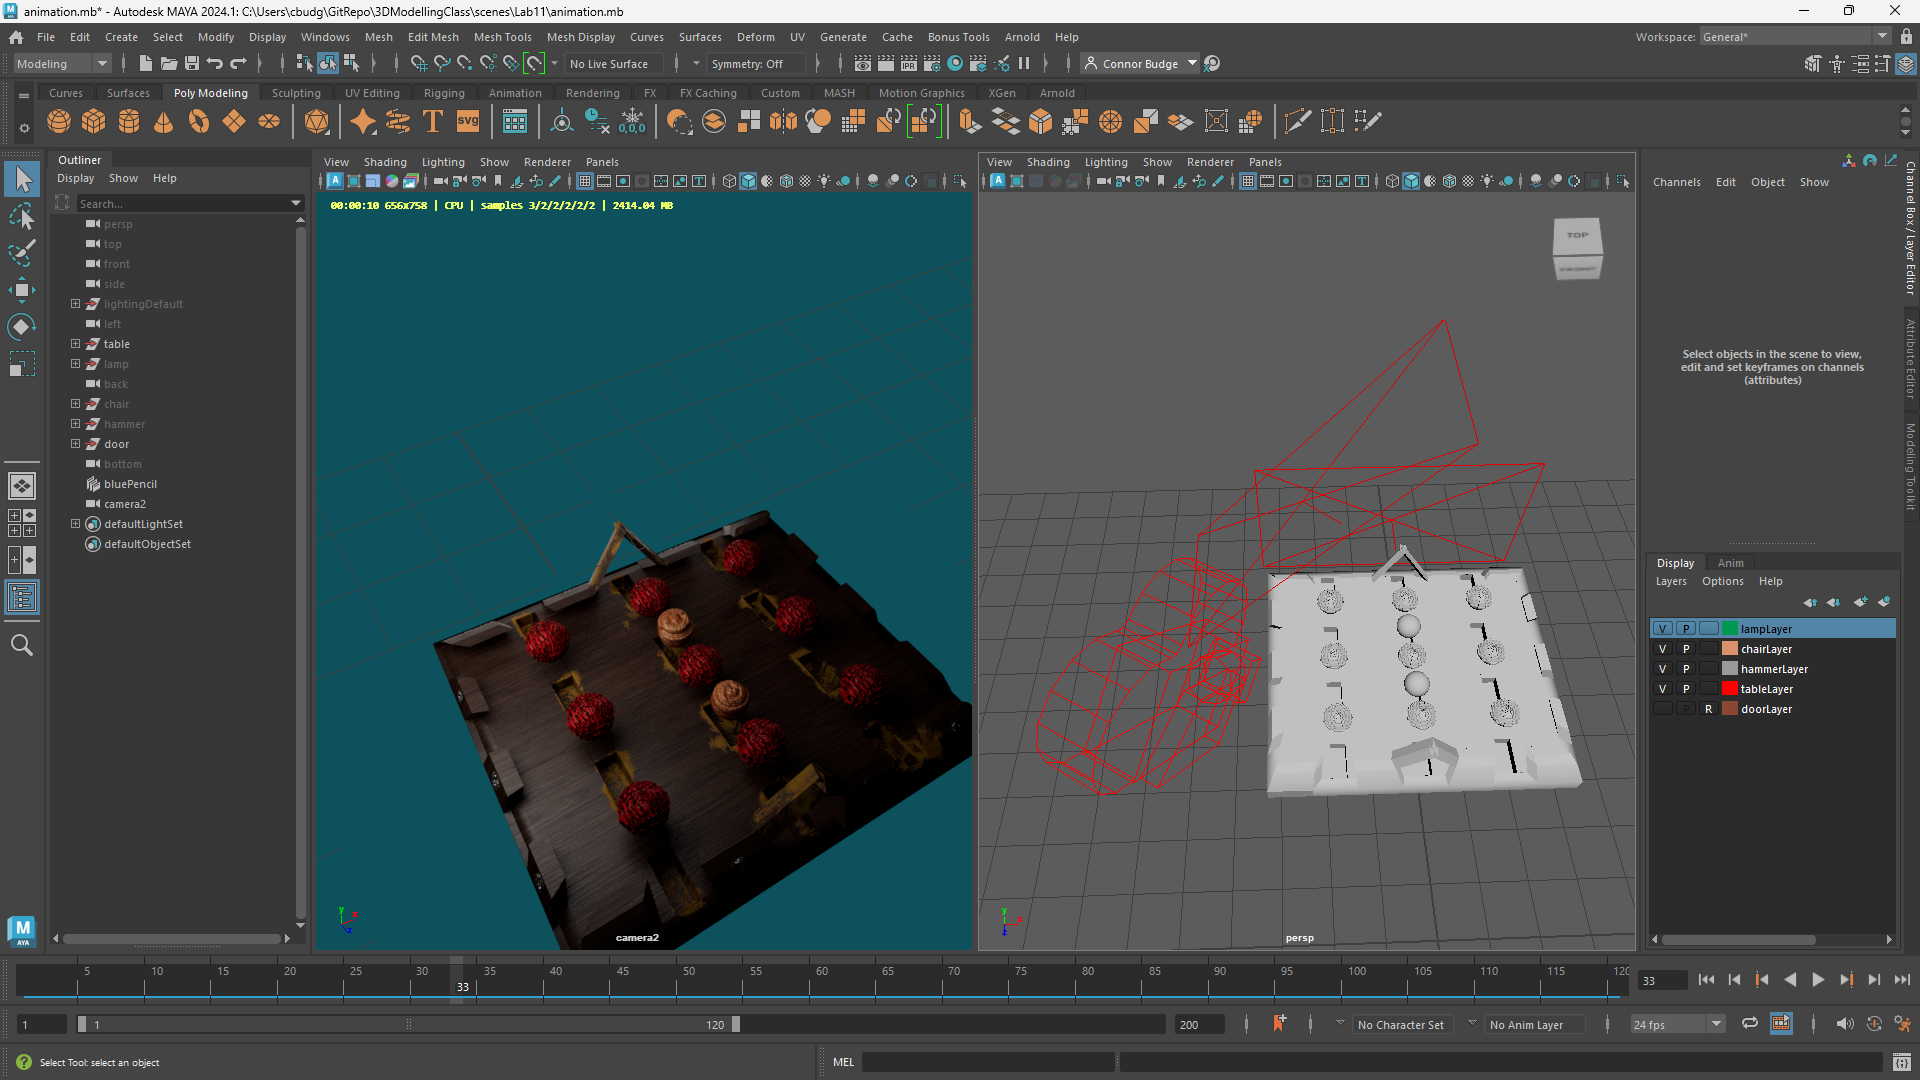 animation.mb* - Autodesk MAYA 2024.1: C:\Users\cbudg\GitRepo\3DModellingClass\scenes\Lab11\animation.mb
File Edit Create Select Modify Display Windows Mesh Edit Mesh Mesh Tools Mesh Display Curves Surfaces Deform UV Generate Cache Bonus Tools Arnold Help
Workspace: General*
Modeling
No Live Surface
Symmetry: Off
IPR
Connor Budge
Curves Surfaces Poly Modeling Sculpting UV Editing Rigging Animation Rendering FX FX Caching Custom MASH Motion Graphics XGen Arnold
T
SVG
0,0,0
Outliner
Display Show Help
Search...
persp
top
front
side
lightingDefault
left
table
lamp
back
chair
hammer
door
bottom
bluePencil
camera2
defaultLightSet
defaultObjectSet
View Shading Lighting Show Renderer Panels
00:00:10 656x758 | CPU | samples 3/2/2/2/2/2 | 2414.04 MB
y
x
z
camera2
View Shading Lighting Show Renderer Panels
TOP
FRONT
y
x
z
persp
Channels Edit Object Show
Select objects in the scene to view,
edit and set keyframes on channels
(attributes)
Channel Box / Layer Editor
Attribute Editor
Modeling Toolkit
Display Anim
Layers Options Help
V P lampLayer
V P chairLayer
V P hammerLayer
V P tableLayer
P R doorLayer
M
AYA
5 10 15 20 25 30 35 40 45 50 55 60 65 70 75 80 85 90 95 100 105 110 115 120
33
33
1
1
120
200
No Character Set
No Anim Layer
24 fps
Select Tool: select an object
MEL